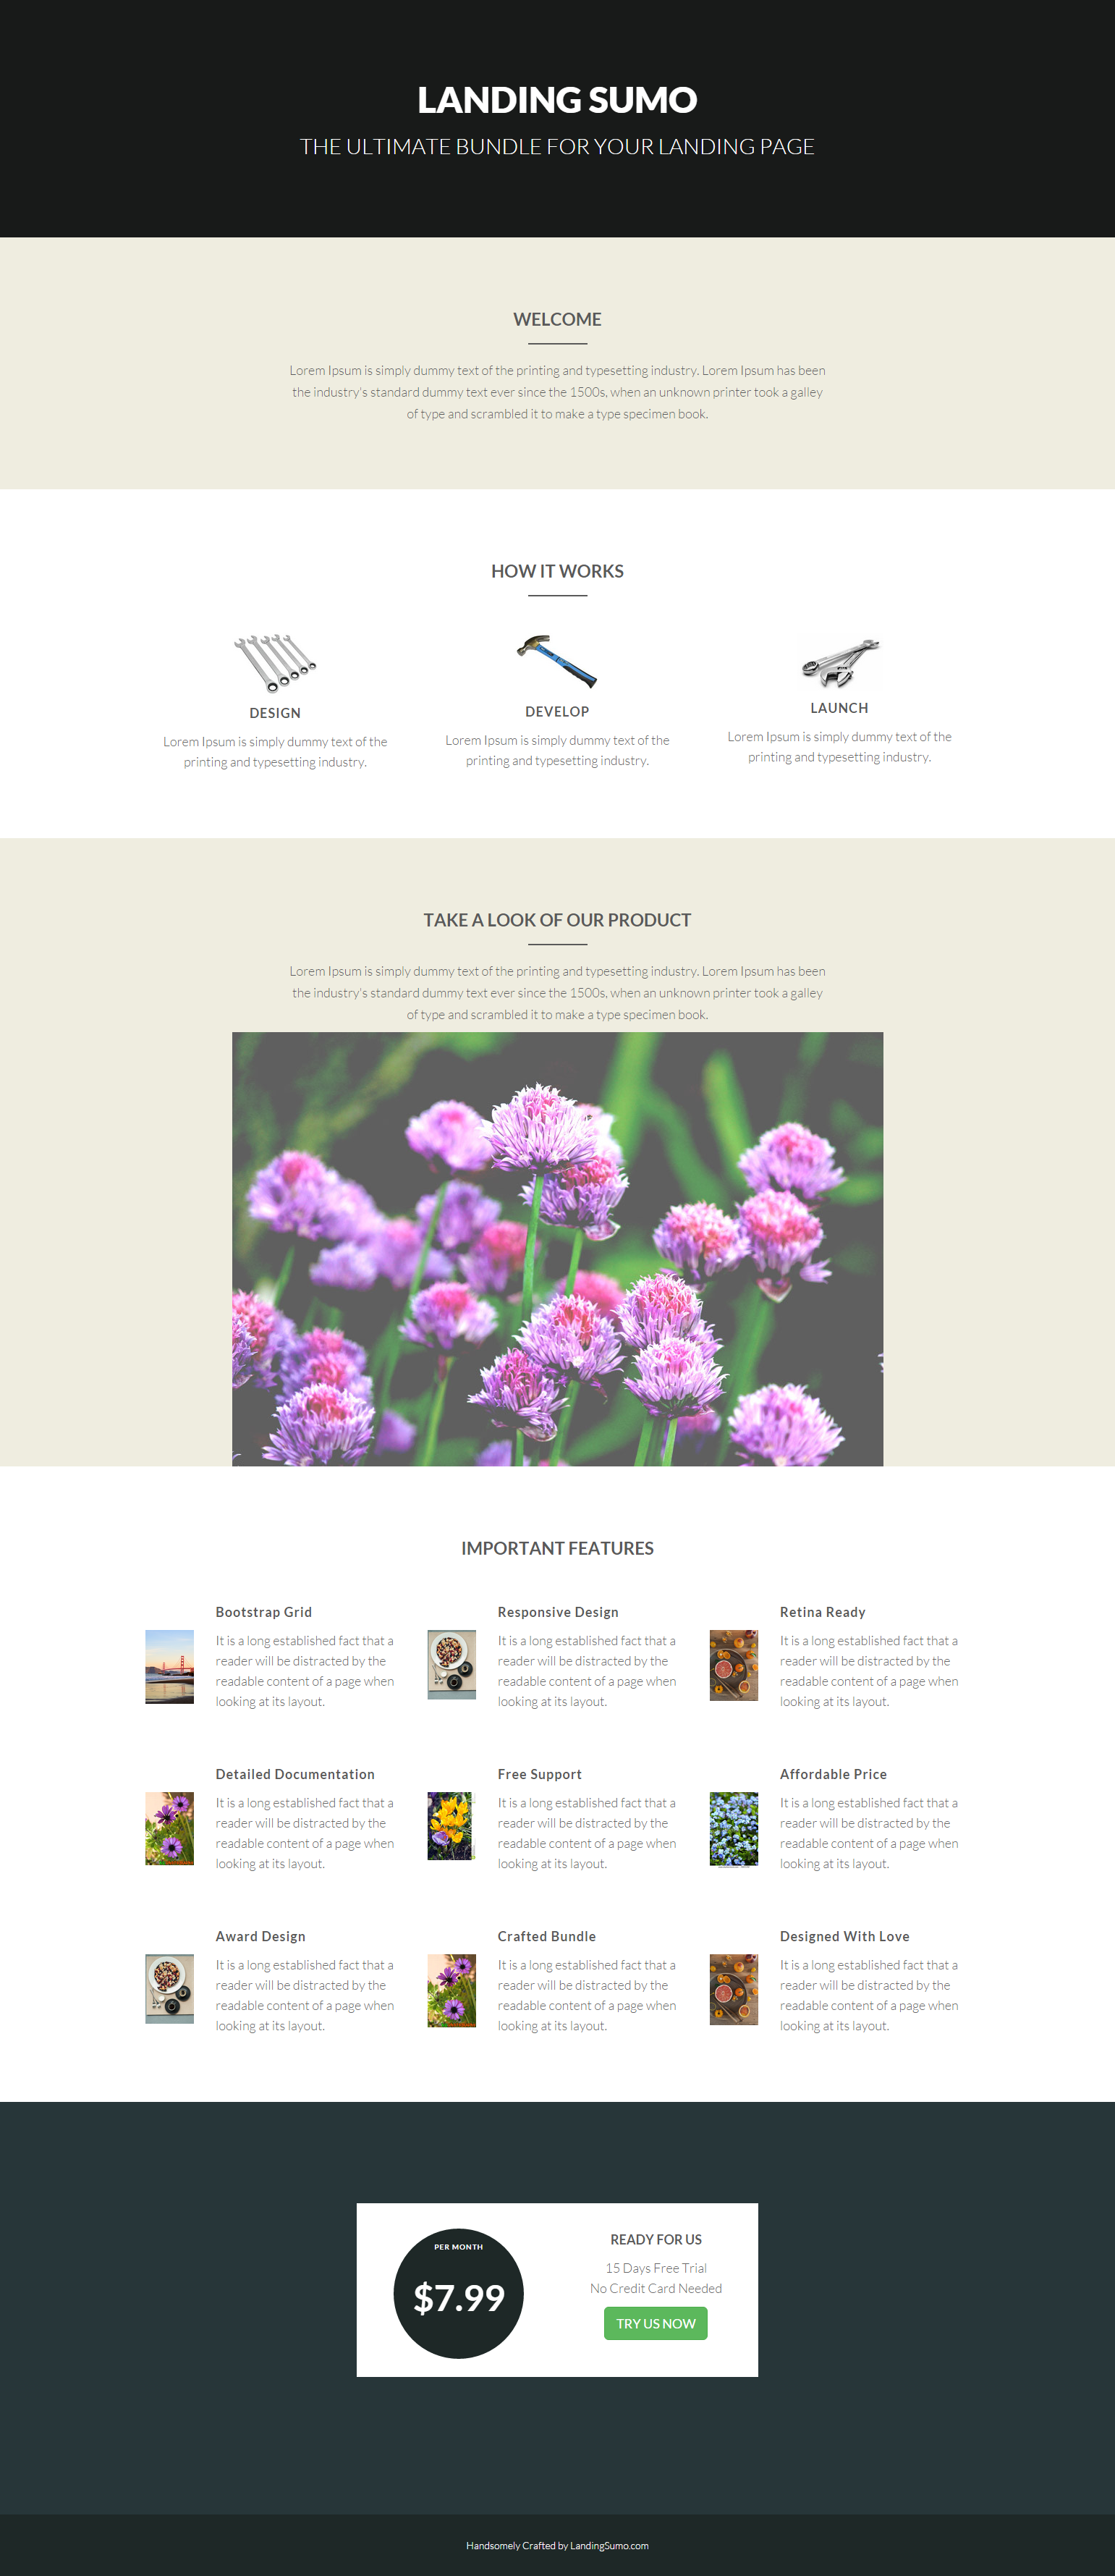 LANDING SUMO
THE ULTIMATE BUNDLE FOR YOUR LANDING PAGE
WELCOME
Lorem Ipsum is simply dummy text of the printing and typesetting industry. Lorem Ipsum has been
the industry's standard dummy text ever since the 1500s, when an unknown printer took a galley
of type and scrambled it to make a type specimen book.
HOW IT WORKS
DESIGN
Lorem Ipsum is simply dummy text of the
printing and typesetting industry.
DEVELOP
Lorem Ipsum is simply dummy text of the
printing and typesetting industry.
LAUNCH
Lorem Ipsum is simply dummy text of the
printing and typesetting industry.
TAKE A LOOK OF OUR PRODUCT
Lorem Ipsum is simply dummy text of the printing and typesetting industry. Lorem Ipsum has been
the industry's standard dummy text ever since the 1500s, when an unknown printer took a galley
of type and scrambled it to make a type specimen book.
IMPORTANT FEATURES
Bootstrap Grid
It is a long established fact that a
reader will be distracted by the
readable content of a page when
looking at its layout.
Responsive Design
It is a long established fact that a
reader will be distracted by the
readable content of a page when
looking at its layout.
Retina Ready
It is a long established fact that a
reader will be distracted by the
readable content of a page when
looking at its layout.
Detailed Documentation
It is a long established fact that a
reader will be distracted by the
readable content of a page when
looking at its layout.
Free Support
It is a long established fact that a
reader will be distracted by the
readable content of a page when
looking at its layout.
Affordable Price
It is a long established fact that a
reader will be distracted by the
readable content of a page when
looking at its layout.
Award Design
It is a long established fact that a
reader will be distracted by the
readable content of a page when
looking at its layout.
Crafted Bundle
It is a long established fact that a
reader will be distracted by the
readable content of a page when
looking at its layout.
Designed With Love
It is a long established fact that a
reader will be distracted by the
readable content of a page when
looking at its layout.
PER MONTH
$7.99
READY FOR US
15 Days Free Trial
No Credit Card Needed
TRY US NOW
Handsomely Crafted by LandingSumo.com